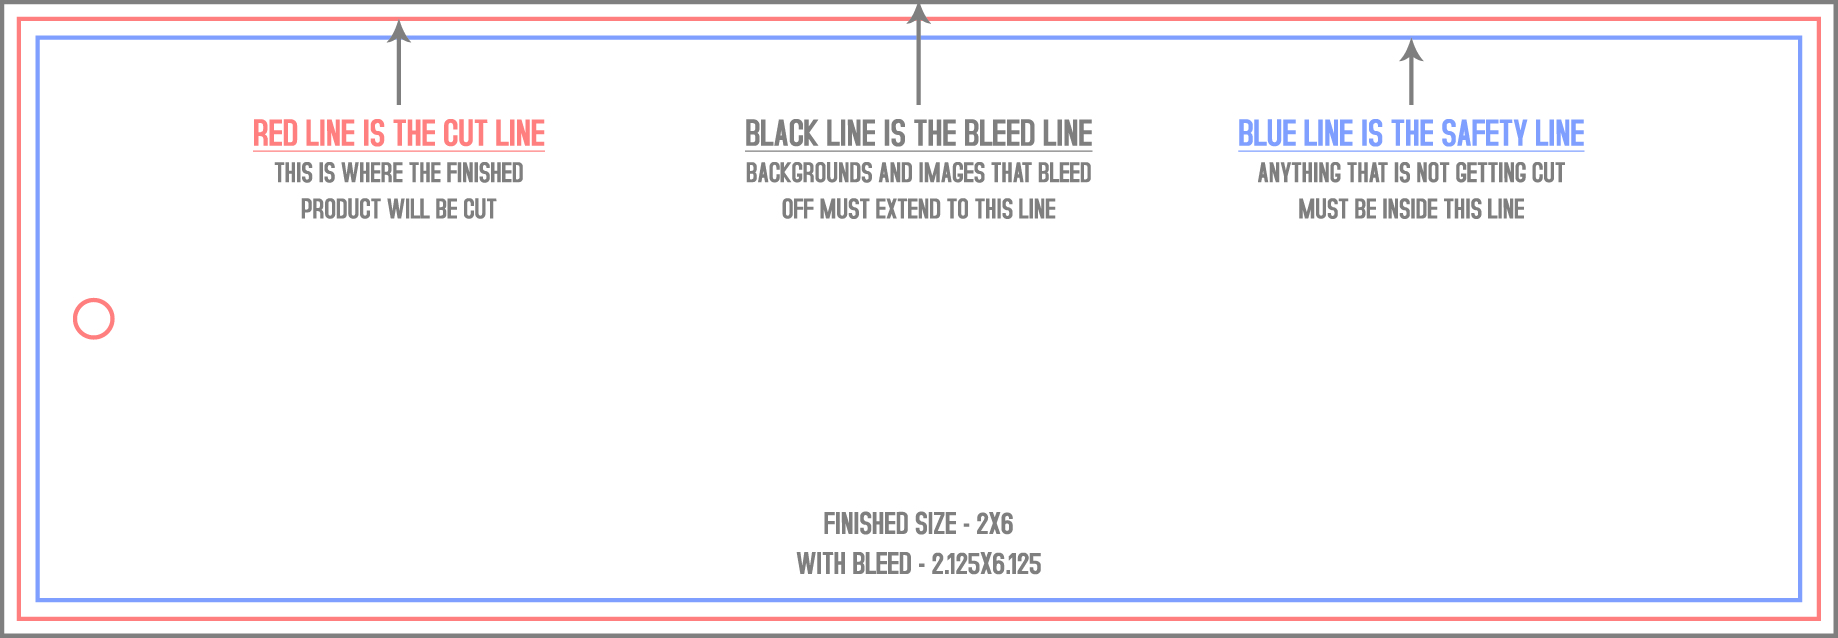 RED LINE IS THE CUT LINE
THIS IS WHERE THE FINISHED
PRODUCT WILL BE CUT
BLACK LINE IS THE BLEED LINE
BACKGROUNDS AND IMAGES THAT BLEED
OFF MUST EXTEND TO THIS LINE
BLUE LINE IS THE SAFETY LINE
ANYTHING THAT IS NOT GETTING CUT
MUST BE INSIDE THIS LINE
FINISHED SIZE - 2X6
WITH BLEED - 2.125X6.125